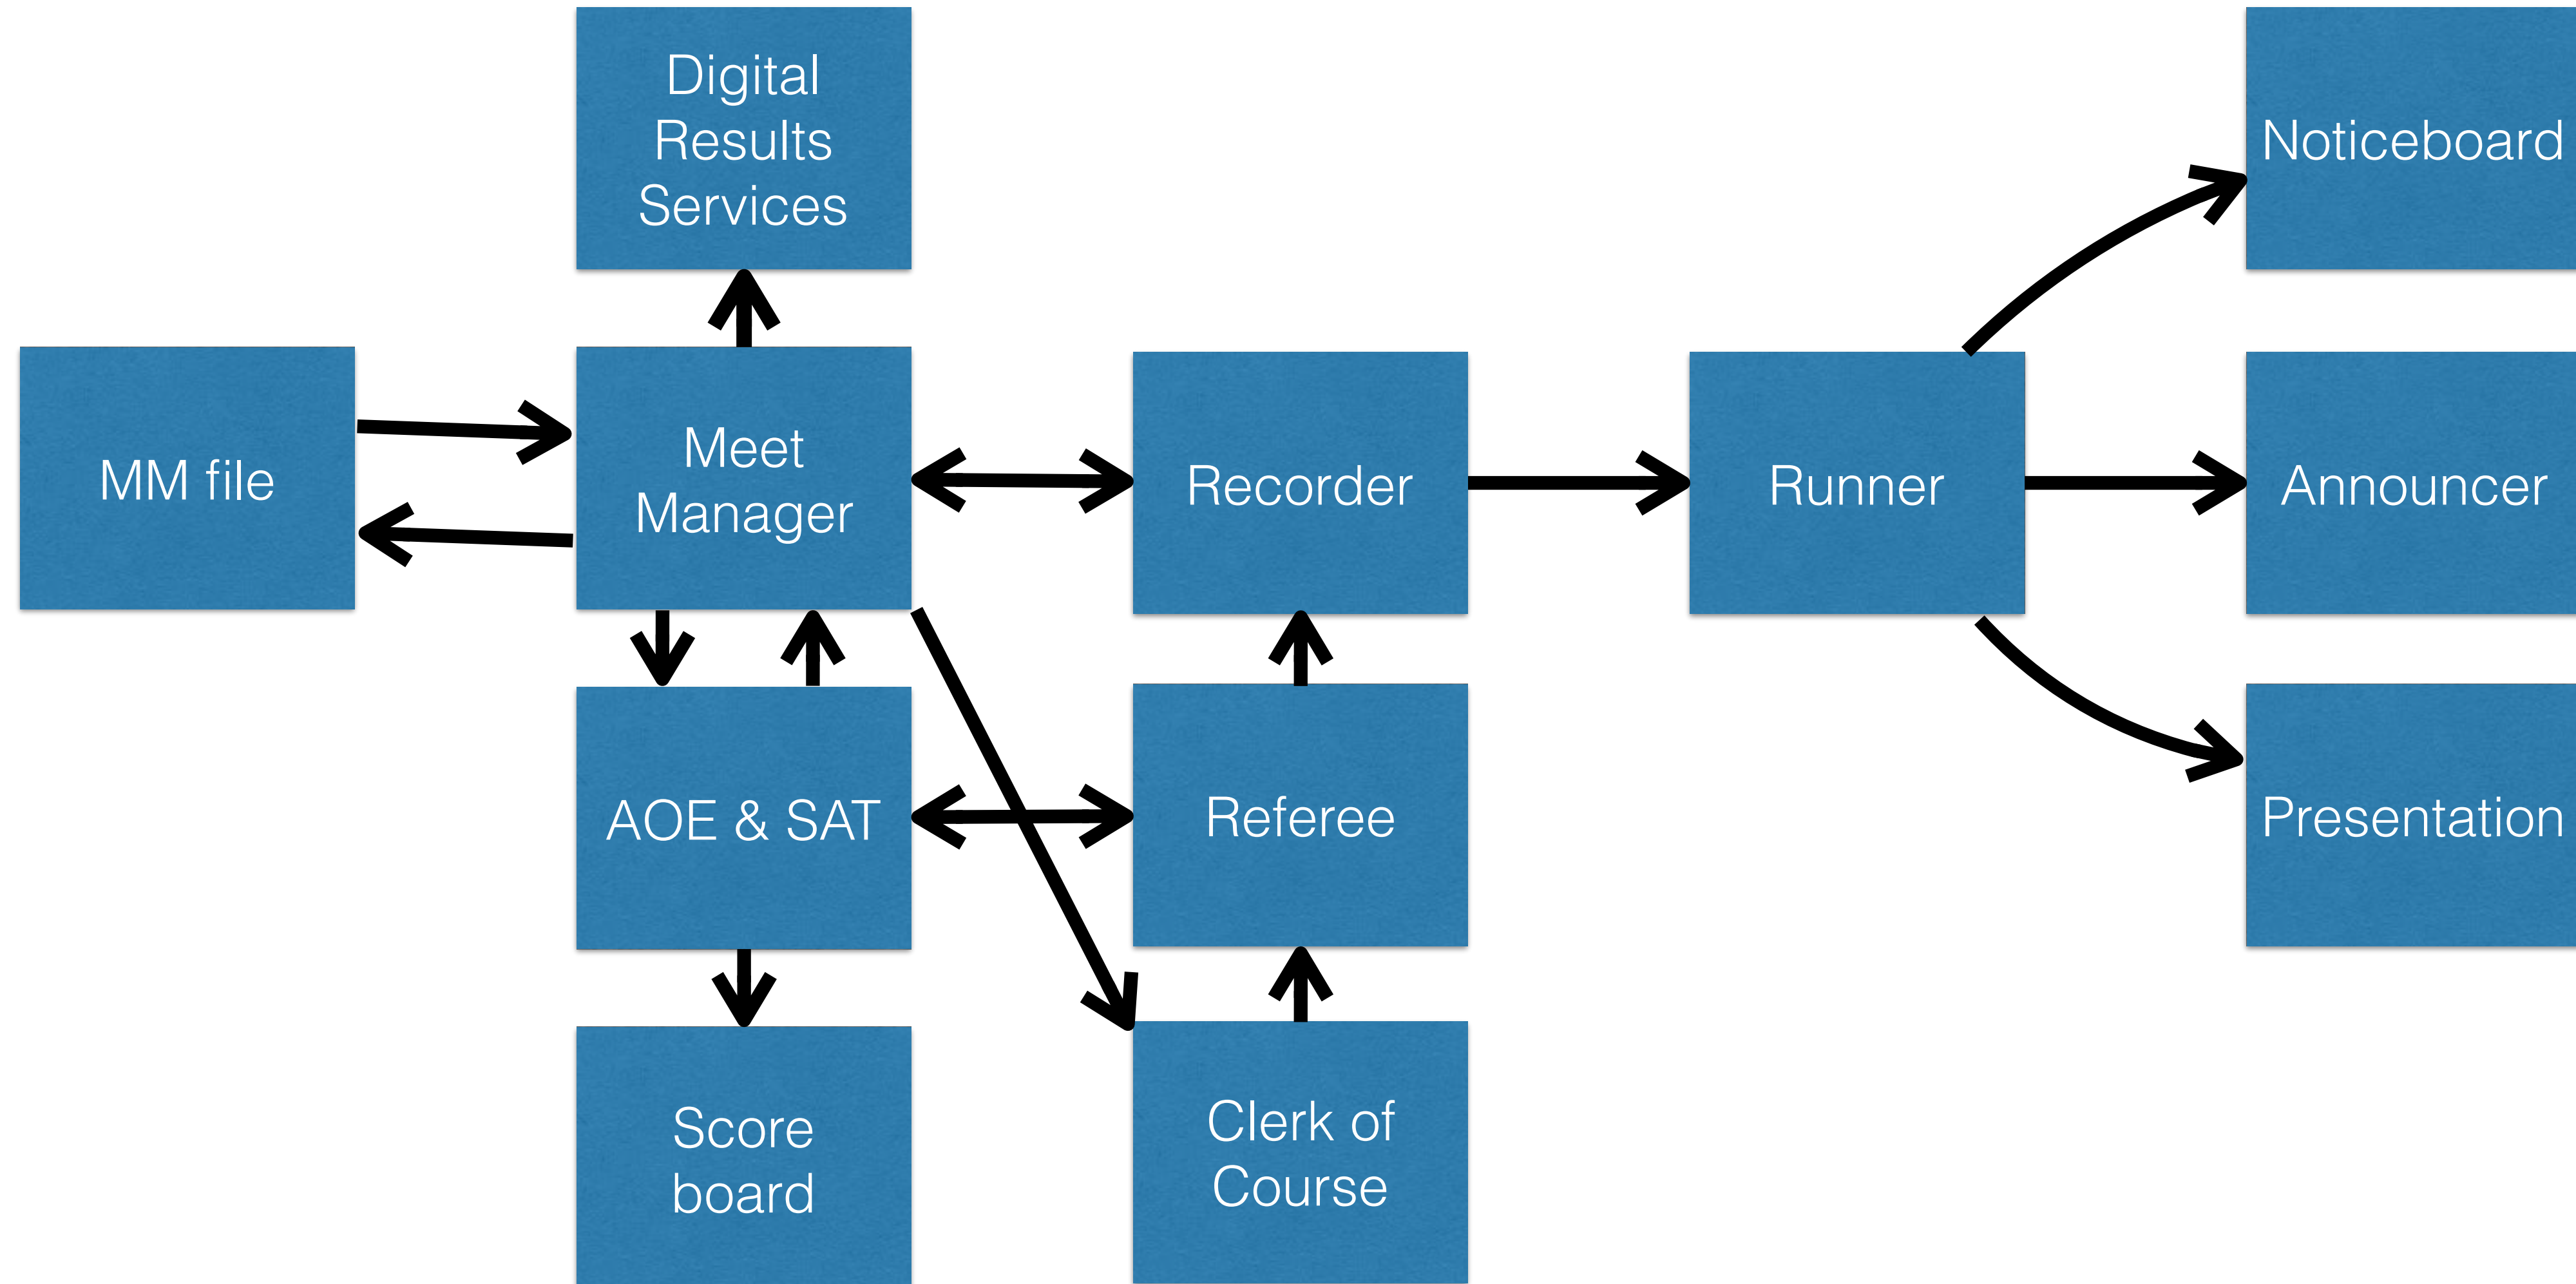 Digital
Results
Services
Noticeboard
MM file
Meet
Manager
Recorder
Runner
Announcer
AOE & SAT
Referee
Presentation
Score
board
Clerk of
Course